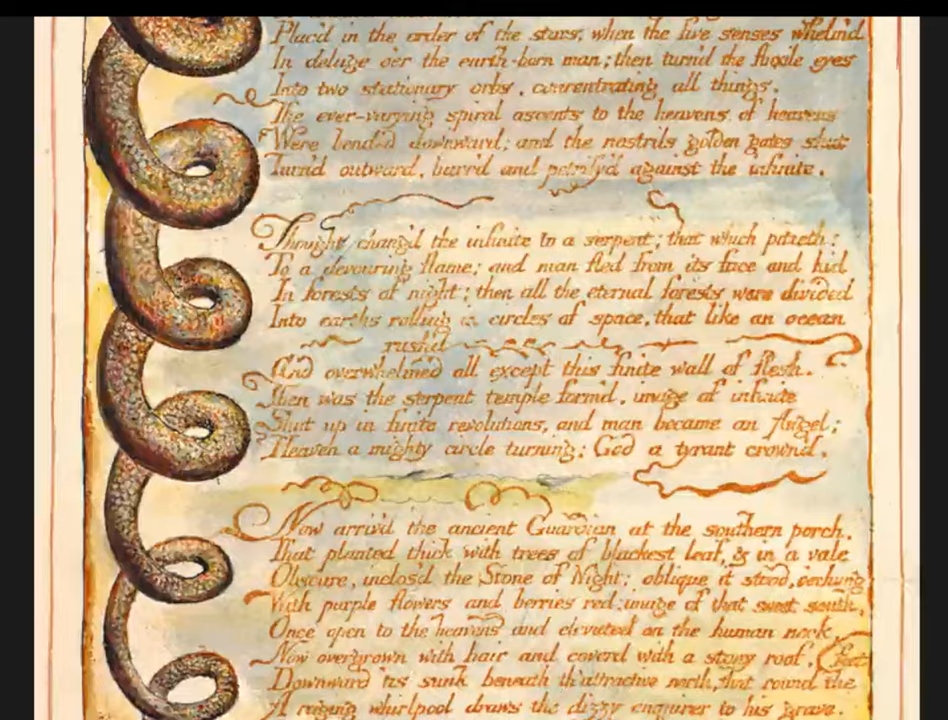 Plac'd in the order of the stars, when the five senses whelm'd
In deluge o'er the earth-born man; then turn'd the fluxile eyes
Into two stationary orbs, concentrating all things.
The ever-varying spiral ascents to the heavens of heavens
Were bended downward; and the nostrils golden gates shut
Turn'd outward, barr'd and petrify'd against the infinite.
Thought chang'd the infinite to a serpent; that which pitieth:
To a devouring flame; and man fled from its face and hid
In forests of night; then all the eternal forests were divided
Into earths rolling in circles of space, that like an ocean
rush'd
And overwhelmed all except this finite wall of flesh.
Then was the serpent temple form'd, image of infinite
Shut up in finite revolutions, and man became an Angel;
Heaven a mighty circle turning; God a tyrant crown'd.
Now arriv'd the ancient Guardian at the southern porch,
That planted thick with trees of blackest leaf, & in a vale
Obscure, inclos'd the Stone of Night; oblique it stood, o'erhung
With purple flowers and berries red; image of that sweet south,
Once open to the heavens and elevated on the human neck,
Now overgrown with hair and coverd with a stony roof,
Downward 'tis sunk beneath th' attractive north, that round the
feet
A raging whirlpool draws the dizzy enquirer to his grave.